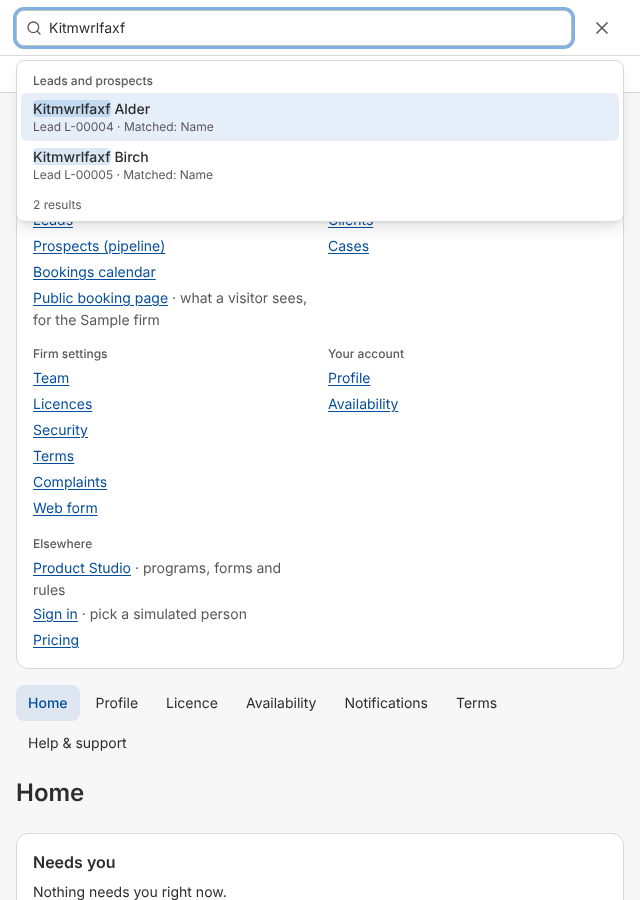 Kitmwrlfaxf
Leads and prospects
Kitmwrlfaxf Alder
Lead L-00004 · Matched: Name
Kitmwrlfaxf Birch
Lead L-00005 · Matched: Name
2 results
Leads
Clients
Prospects (pipeline)
Cases
Bookings calendar
Public booking page · what a visitor sees,
for the Sample firm
Firm settings
Your account
Team
Profile
Licences
Availability
Security
Terms
Complaints
Web form
Elsewhere
Product Studio · programs, forms and
rules
Sign in · pick a simulated person
Pricing
Home Profile Licence Availability Notifications Terms
Help & support
Home
Needs you
Nothing needs you right now.